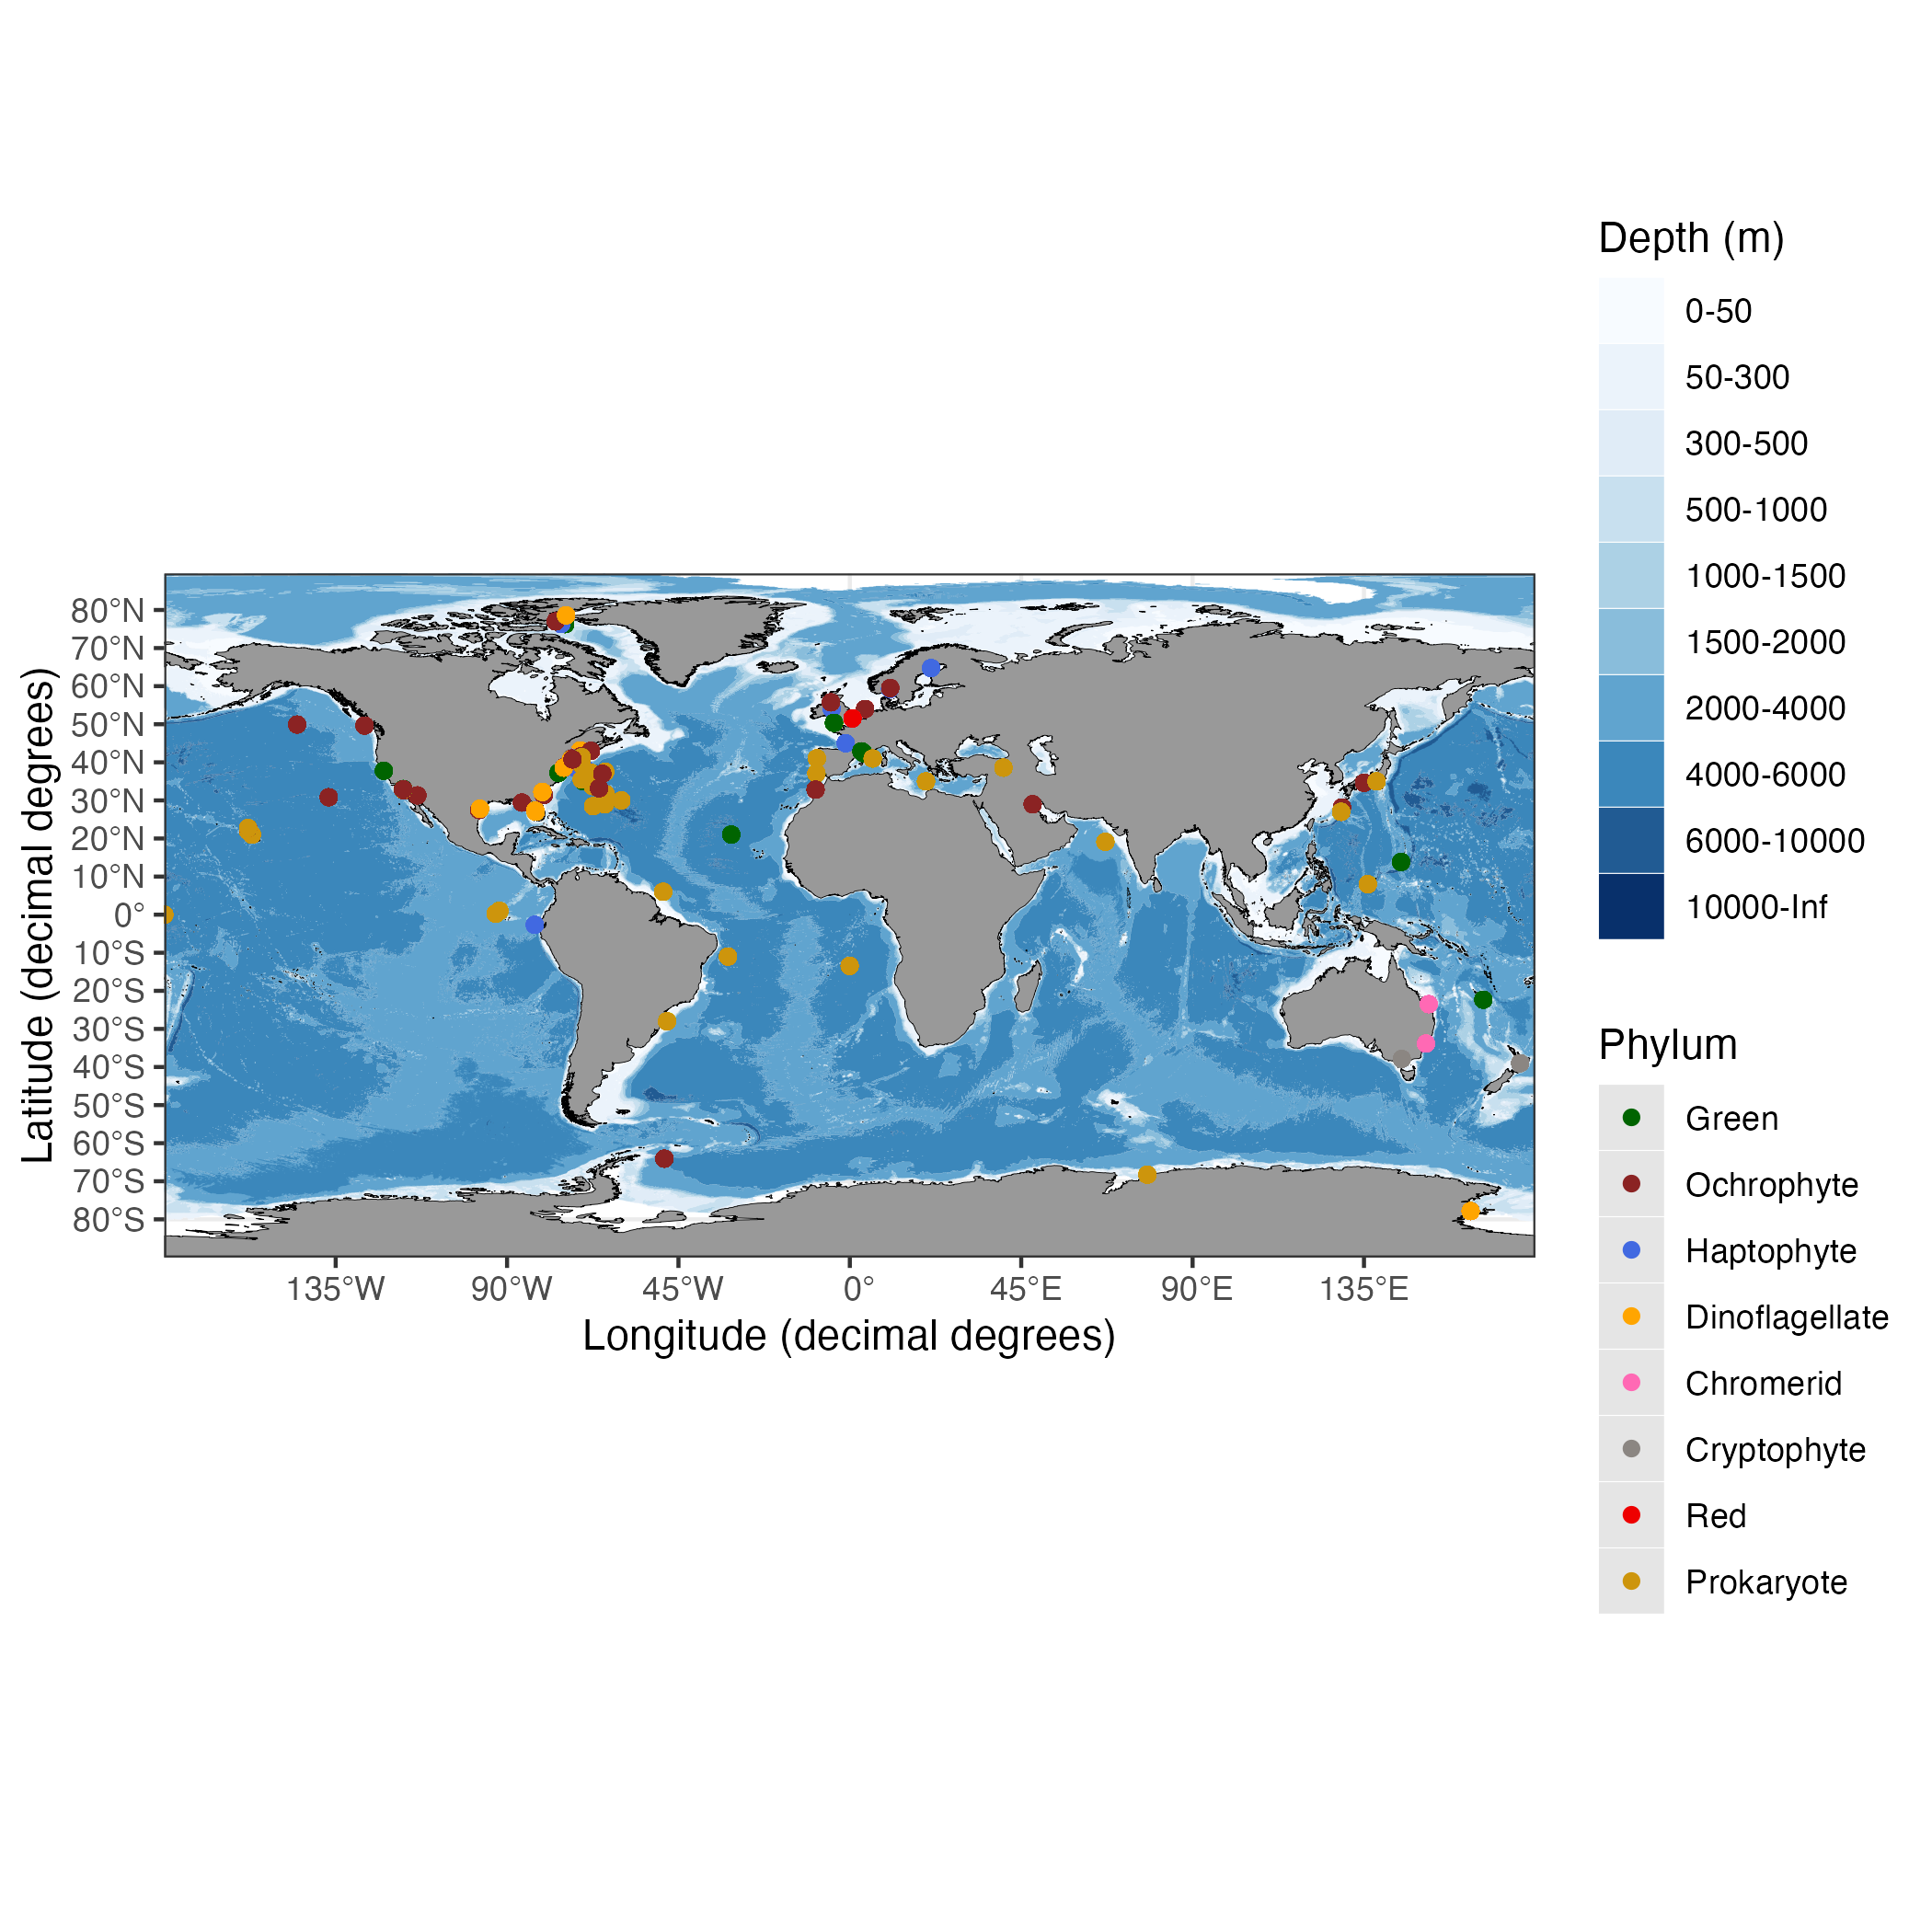 Depth (m)
0-50
50-300
300-500
500-1000
1000-1500
1500-2000
2000-4000
4000-6000
6000-10000
10000-Inf
Phylum
Green
Ochrophyte
Haptophyte
Dinoflagellate
Chromerid
Cryptophyte
Red
Prokaryote
Latitude (decimal degrees)
80°N
70°N
60°N
50°N
40°N
30°N
20°N
10°N
0°
10°S
20°S
30°S
40°S
50°S
60°S
70°S
80°S
135°W 90°W 45°W 0° 45°E 90°E 135°E
Longitude (decimal degrees)